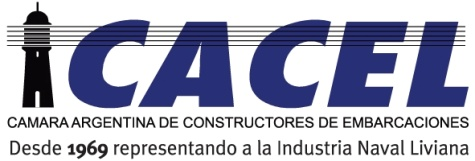 CACEL
CAMARA ARGENTINA DE CONSTRUCTORES DE EMBARCACIONES
Desde 1969 representando a la Industria Naval Liviana